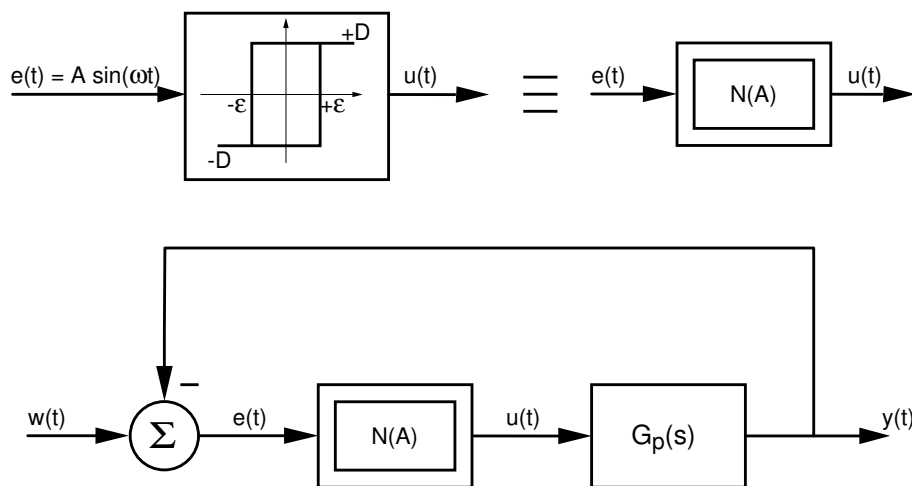 +D
e(t) = A sin(ωt)
u(t)
e(t)
u(t)
N(A)
-ε
+ε
-D
w(t)
Σ
e(t)
N(A)
u(t)
Gp(s)
y(t)
−